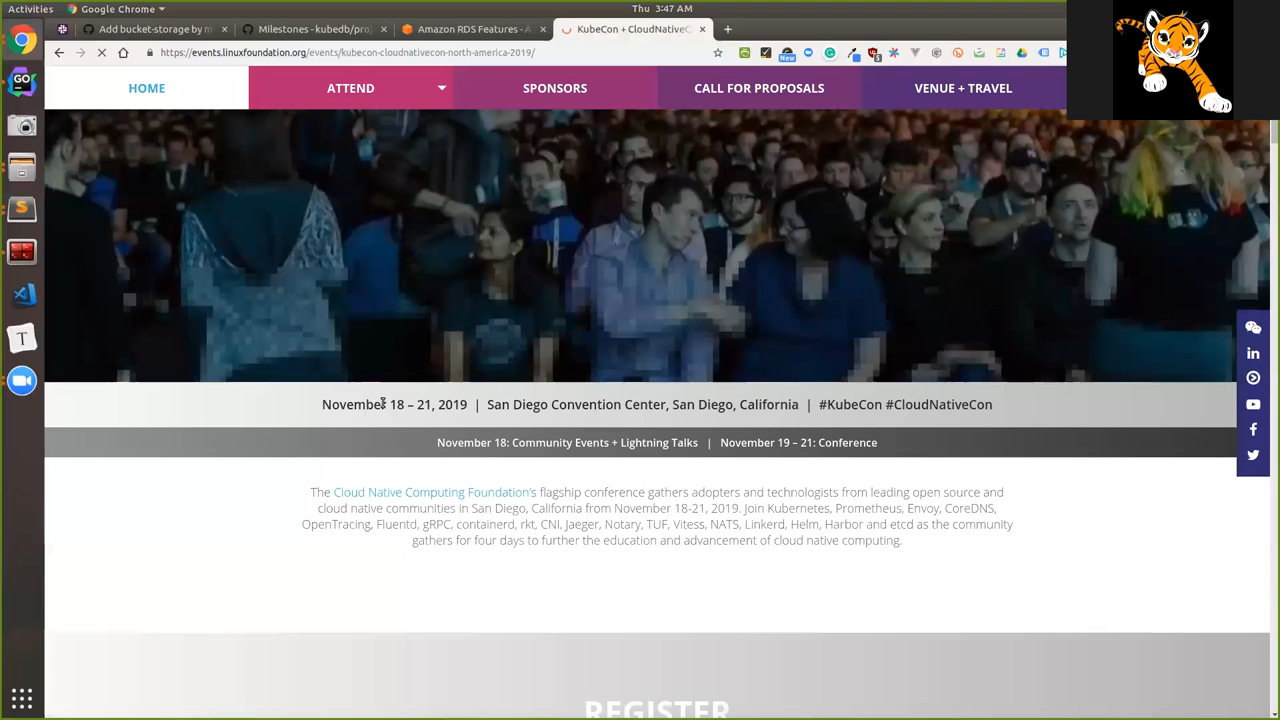 Activities
Google Chrome
Thu 3:47 AM
Add bucket-storage by m
Milestones - kubedb/pro
Amazon RDS Features - A
KubeCon + CloudNativeC
https://events.linuxfoundation.org/events/kubecon-cloudnativecon-north-america-2019/
New
5
HOME
ATTEND
SPONSORS
CALL FOR PROPOSALS
VENUE + TRAVEL
GO
S
T
in
November 18 – 21, 2019 | San Diego Convention Center, San Diego, California | #KubeCon #CloudNativeCon
November 18: Community Events + Lightning Talks | November 19 – 21: Conference
The Cloud Native Computing Foundation's flagship conference gathers adopters and technologists from leading open source and
cloud native communities in San Diego, California from November 18-21, 2019. Join Kubernetes, Prometheus, Envoy, CoreDNS,
OpenTracing, Fluentd, gRPC, containerd, rkt, CNI, Jaeger, Notary, TUF, Vitess, NATS, Linkerd, Helm, Harbor and etcd as the community
gathers for four days to further the education and advancement of cloud native computing.
REGISTER